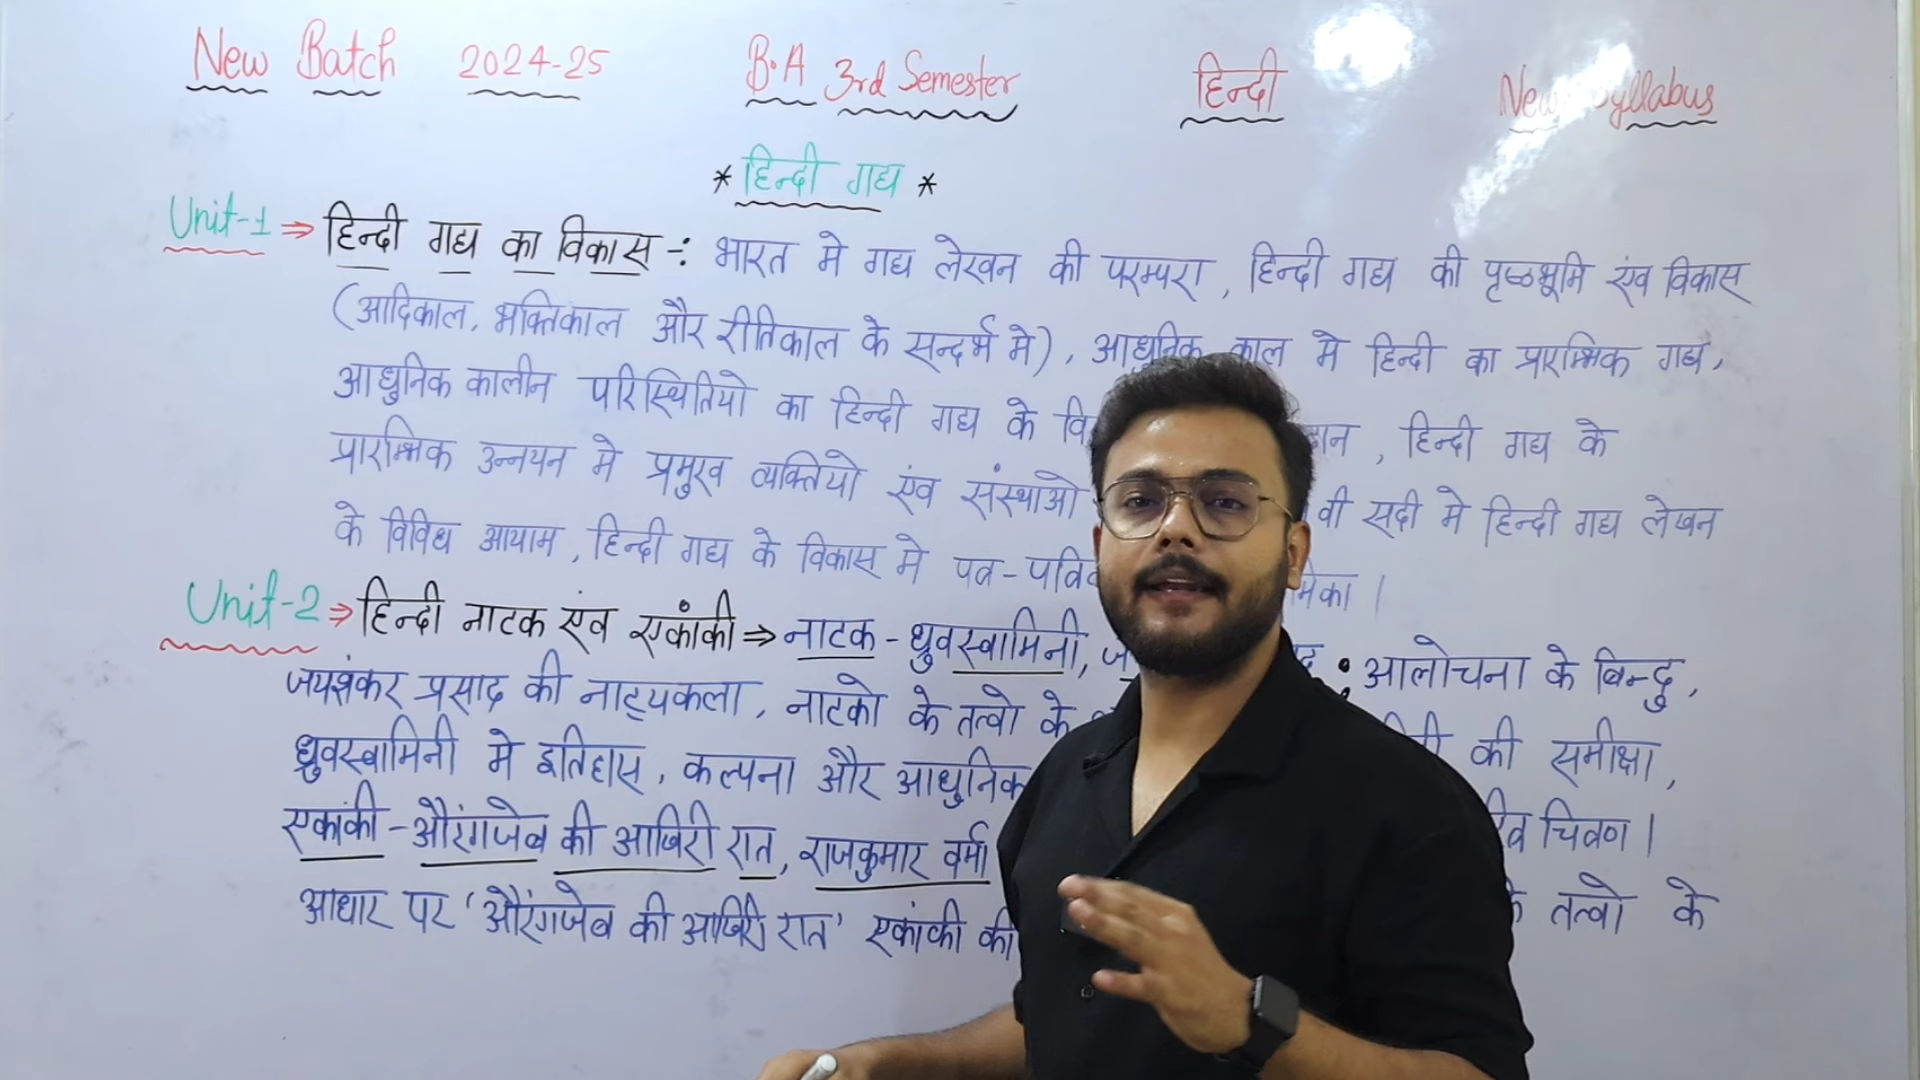 New Batch 2024-25 B.A 3rd Semester हिन्दी New Syllabus
* हिन्दी गद्य *
Unit-1 ⇒ हिन्दी गद्य का विकास -: भारत मे गद्य लेखन की परम्परा, हिन्दी गद्य की पृष्ठभूमि एंव विकास
(आदिकाल, भक्तिकाल और रीतिकाल के सन्दर्भ मे), आधुनिक काल मे हिन्दी का प्रारम्भिक गद्य,
आधुनिक कालीन परिस्थितियो का हिन्दी गद्य के हिन्दी गद्य के
प्रारम्भिक उन्नयन मे प्रमुख व्यक्तियो एंव संस्थाओ वी सदी मे हिन्दी गद्य लेखन
के विविध आयाम, हिन्दी गद्य के विकास मे पत्र-
Unit-2 ⇒ हिन्दी नाटक एंव एकांकी ⇒ नाटक - ध्रुवस्वामिनी, : आलोचना के बिन्दु,
जयशंकर प्रसाद की नाट्यकला, नाटको के तत्वो के की समीक्षा,
ध्रुवस्वामिनी मे इतिहास, कल्पना और आधुनिक चित्रण।
एकांकी - औरंगजेब की आखिरी रात, राजकुमार वर्मा के तत्वो के
आधार पर 'औरंगजेब की आखिरी रात' एकांकी की